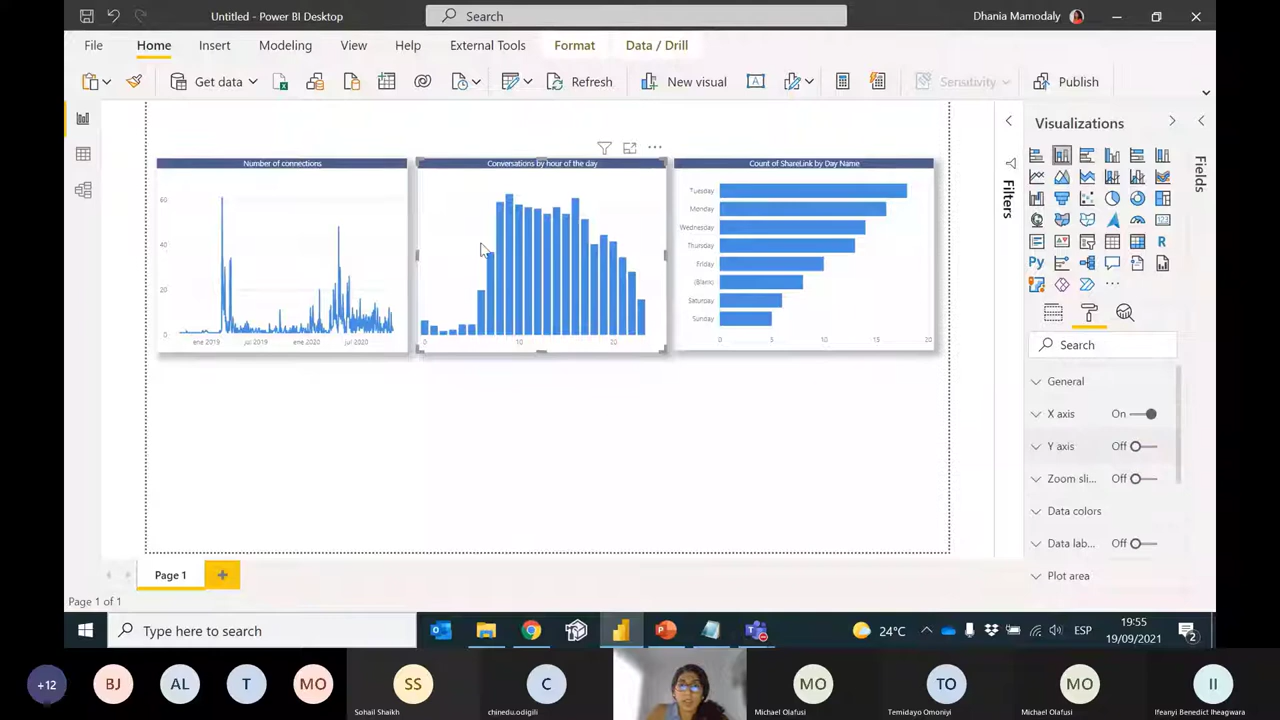 Untitled - Power BI Desktop
Search
Dhania Mamodaly
File
Home
Insert
Modeling
View
Help
External Tools
Format
Data / Drill
Get data
Refresh
New visual
Sensitivity
Publish
Number of connections
60
40
20
0
ene 2019
jul 2019
ene 2020
jul 2020
Conversations by hour of the day
0
10
20
Count of ShareLink by Day Name
Tuesday
Monday
Wednesday
Thursday
Friday
(Blank)
Saturday
Sunday
0
5
10
15
20
Filters
Visualizations
Fields
R
Py
123
Search
General
X axis
On
Y axis
Off
Zoom sli...
Off
Data colors
Data lab...
Off
Plot area
Page 1
Page 1 of 1
Type here to search
24°C
ESP
19:55
19/09/2021
2
+12
BJ
AL
T
MO
SS
Sohail Shaikh
C
chinedu.odigili
MO
Michael Olafusi
TO
Temidayo Omoniyi
MO
Michael Olafusi
II
Ifeanyi Benedict Iheagwara